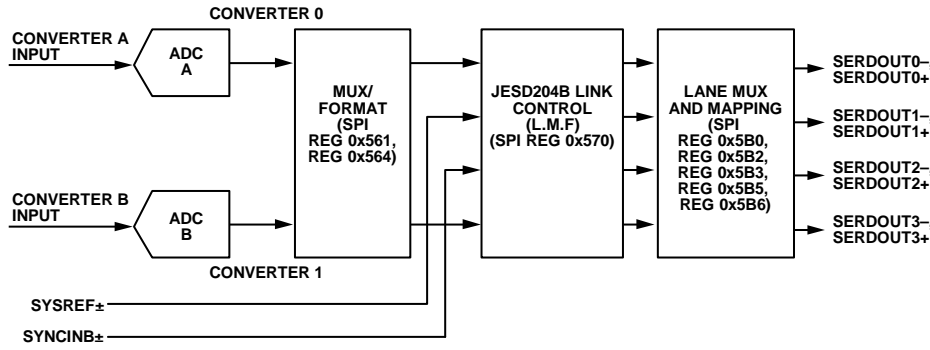 CONVERTER 0
CONVERTER A
INPUT
ADC
A
MUX/
FORMAT
(SPI
REG 0x561,
REG 0x564)
JESD204B LINK
CONTROL
(L.M.F)
(SPI REG 0x570)
LANE MUX
AND MAPPING
(SPI
REG 0x5B0,
REG 0x5B2,
REG 0x5B3,
REG 0x5B5,
REG 0x5B6)
SERDOUT0–,
SERDOUT0+
SERDOUT1–,
SERDOUT1+
SERDOUT2–,
SERDOUT2+
SERDOUT3–,
SERDOUT3+
CONVERTER B
INPUT
ADC
B
CONVERTER 1
SYSREF±
SYNCINB±